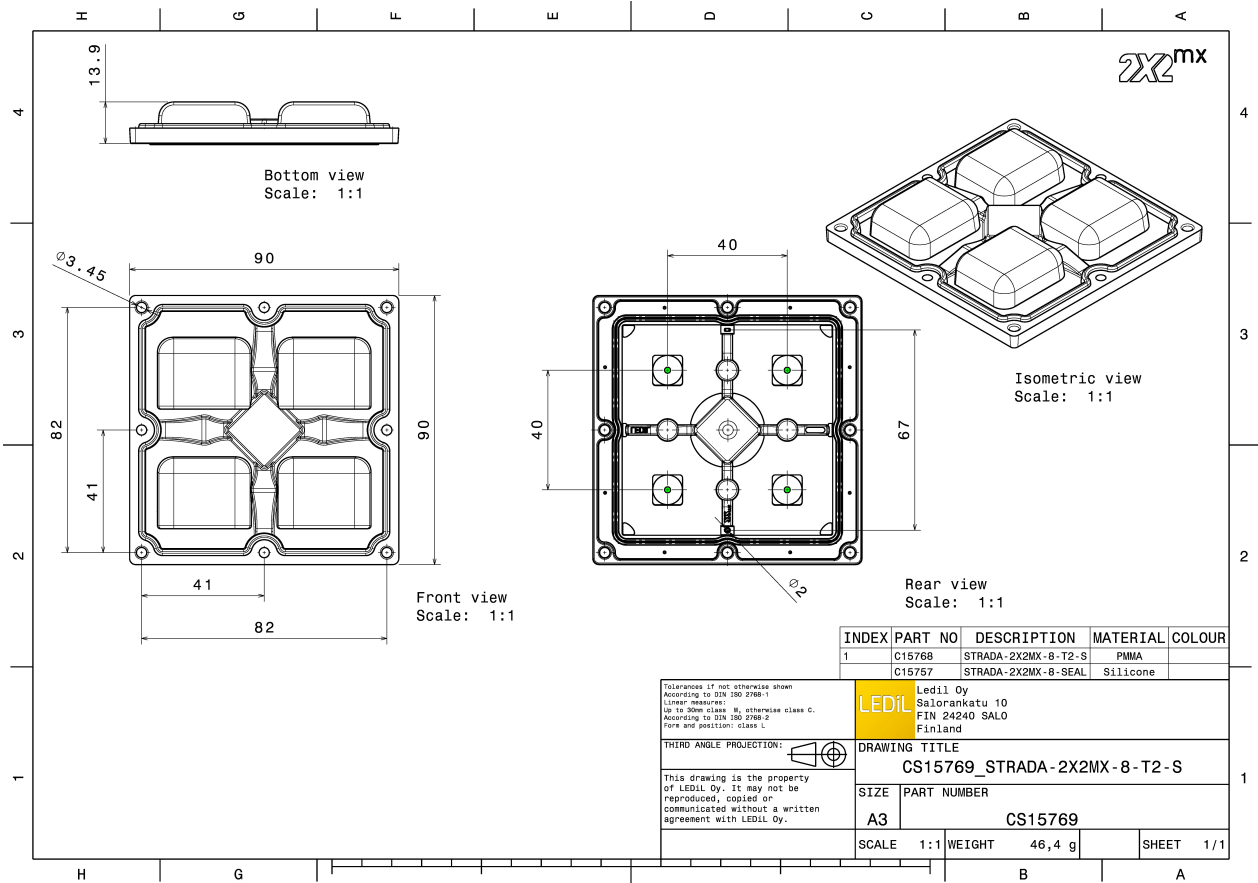 H G F E D C B A
4
4
3
3
2
2
1
1
H G B A
2X2mx
13.9
Bottom view
Scale: 1:1
Ø3.45
90
82
41
90
41
82
Front view
Scale: 1:1
40
40
67
Ø2
LEDiL
Rear view
Scale: 1:1
Isometric view
Scale: 1:1
INDEX PART NO DESCRIPTION MATERIAL COLOUR
1 C15768 STRADA-2X2MX-8-T2-S PMMA
C15757 STRADA-2X2MX-8-SEAL Silicone
Tolerances if not otherwise shown
According to DIN ISO 2768-1
Linear measures:
Up to 30mm class M, otherwise class C.
According to DIN ISO 2768-2
Form and position: class L
THIRD ANGLE PROJECTION:
This drawing is the property
of LEDiL Oy. It may not be
reproduced, copied or
communicated without a written
agreement with LEDiL Oy.
LEDiL
Ledil Oy
Salorankatu 10
FIN 24240 SALO
Finland
DRAWING TITLE
CS15769_STRADA-2X2MX-8-T2-S
SIZE PART NUMBER
A3 CS15769
SCALE 1:1 WEIGHT 46,4 g SHEET 1/1